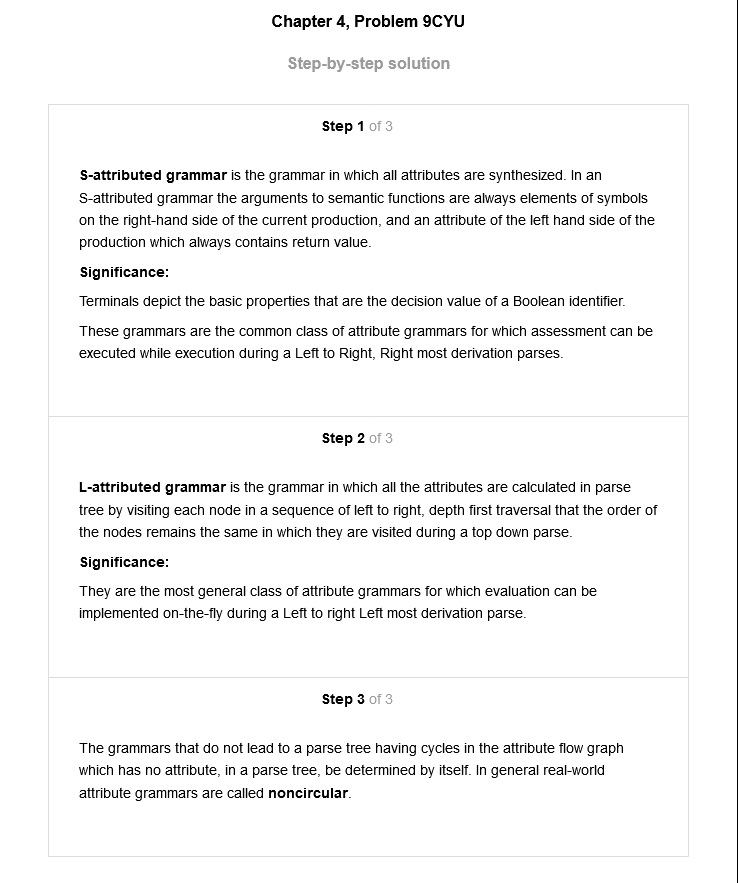 Chapter 4, Problem 9CYU
Step-by-step solution
Step 1 of 3
S-attributed grammar is the grammar in which all attributes are synthesized. In an
S-attributed grammar the arguments to semantic functions are always elements of symbols
on the right-hand side of the current production, and an attribute of the left hand side of the
production which always contains return value.
Significance:
Terminals depict the basic properties that are the decision value of a Boolean identifier.
These grammars are the common class of attribute grammars for which assessment can be
executed while execution during a Left to Right, Right most derivation parses.
Step 2 of 3
L-attributed grammar is the grammar in which all the attributes are calculated in parse
tree by visiting each node in a sequence of left to right, depth first traversal that the order of
the nodes remains the same in which they are visited during a top down parse.
Significance:
They are the most general class of attribute grammars for which evaluation can be
implemented on-the-fly during a Left to right Left most derivation parse.
Step 3 of 3
The grammars that do not lead to a parse tree having cycles in the attribute flow graph
which has no attribute, in a parse tree, be determined by itself. In general real-world
attribute grammars are called noncircular.